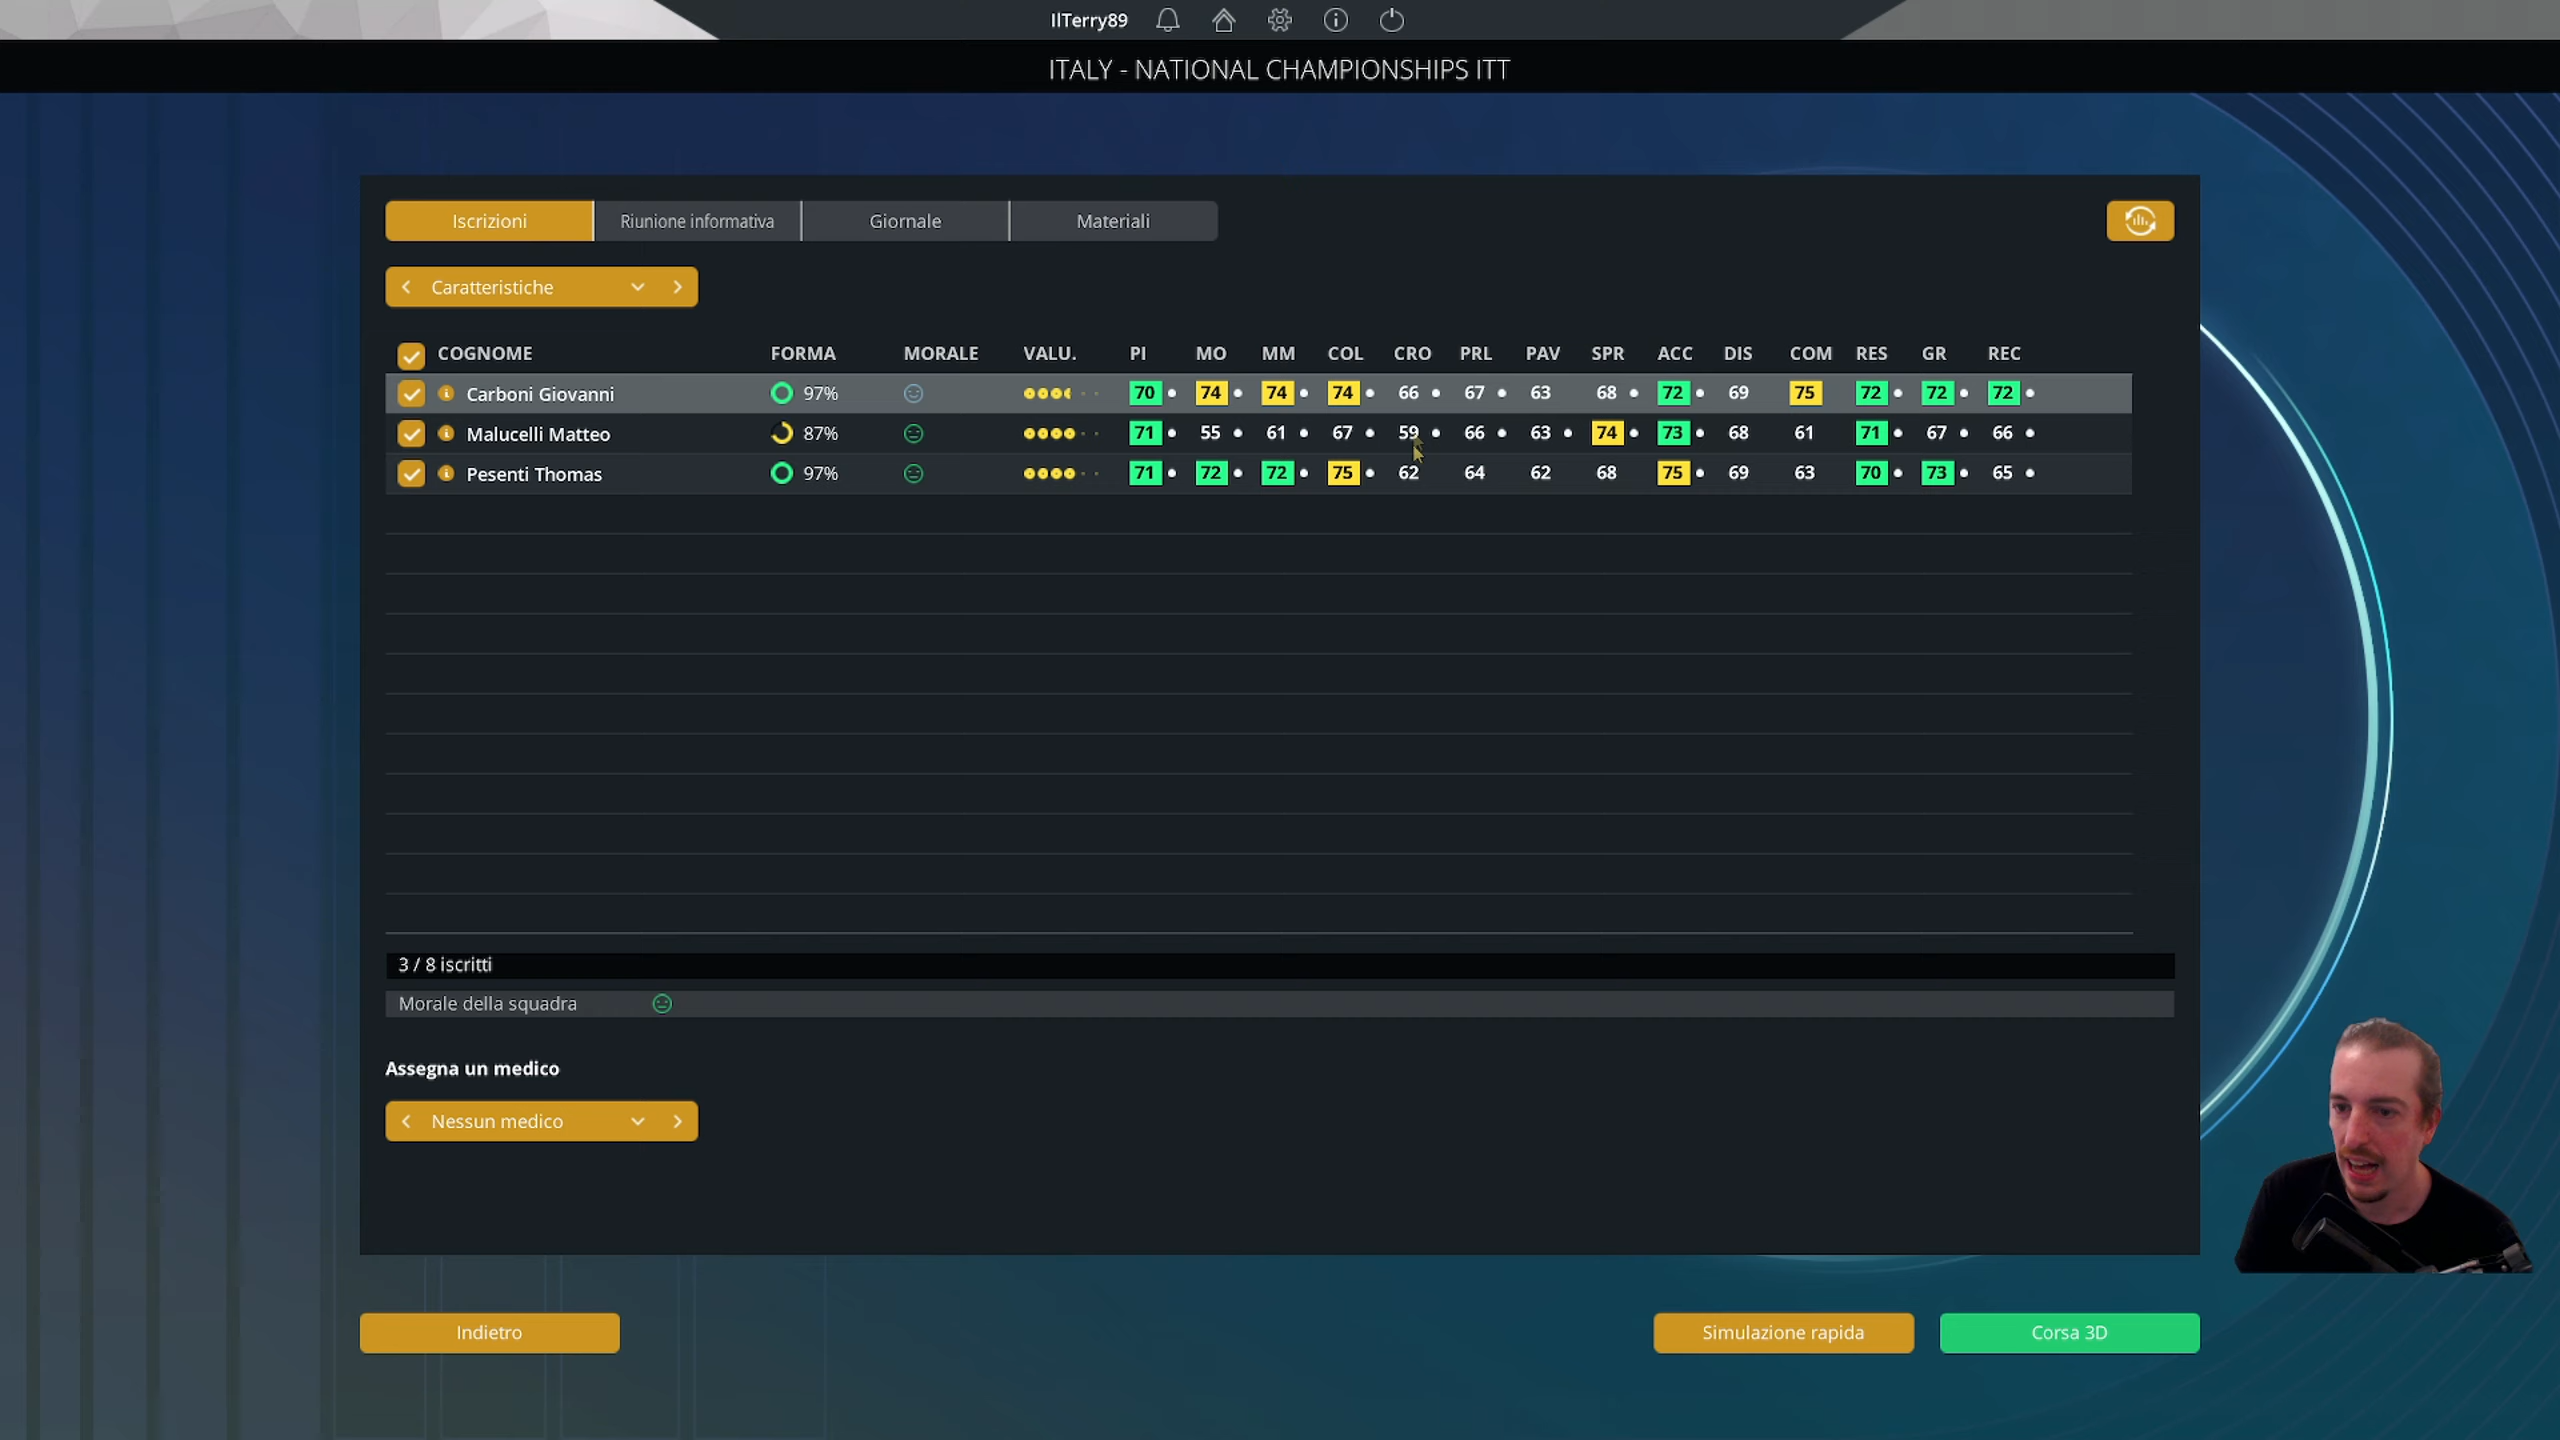 IlTerry89
ITALY - NATIONAL CHAMPIONSHIPS ITT
Iscrizioni Riunione informativa Giornale Materiali
Caratteristiche
COGNOME FORMA MORALE VALU. PI MO MM COL CRO PRL PAV SPR ACC DIS COM RES GR REC
Carboni Giovanni 97% 70 74 74 74 66 67 63 68 72 69 75 72 72 72
Malucelli Matteo 87% 71 55 61 67 59 66 63 74 73 68 61 71 67 66
Pesenti Thomas 97% 71 72 72 75 62 64 62 68 75 69 63 70 73 65
3 / 8 iscritti
Morale della squadra
Assegna un medico
Nessun medico
Indietro Simulazione rapida Corsa 3D